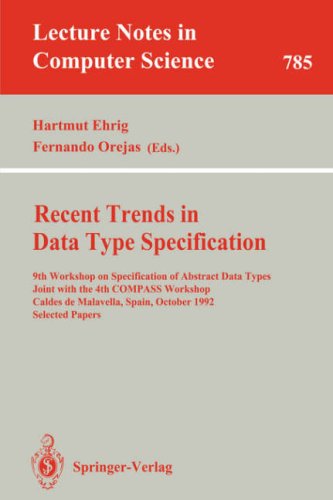 Lecture Notes in
Computer Science
785
Hartmut Ehrig
Fernando Orejas (Eds.)
Recent Trends in
Data Type Specification
9th Workshop on Specification of Abstract Data Types
Joint with the 4th COMPASS Workshop
Caldes de Malavella, Spain, October 1992
Selected Papers
Springer-Verlag